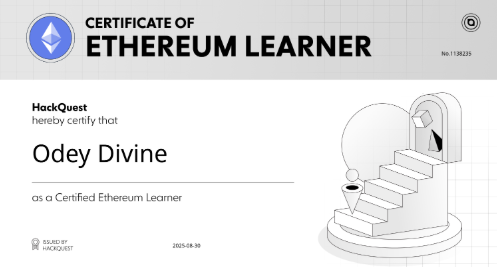 CERTIFICATE OF
ETHEREUM LEARNER
No.1138235
HackQuest
hereby certify that
Odey Divine
as a Certified Ethereum Learner
ISSUED BY
HACKQUEST
2025-08-30